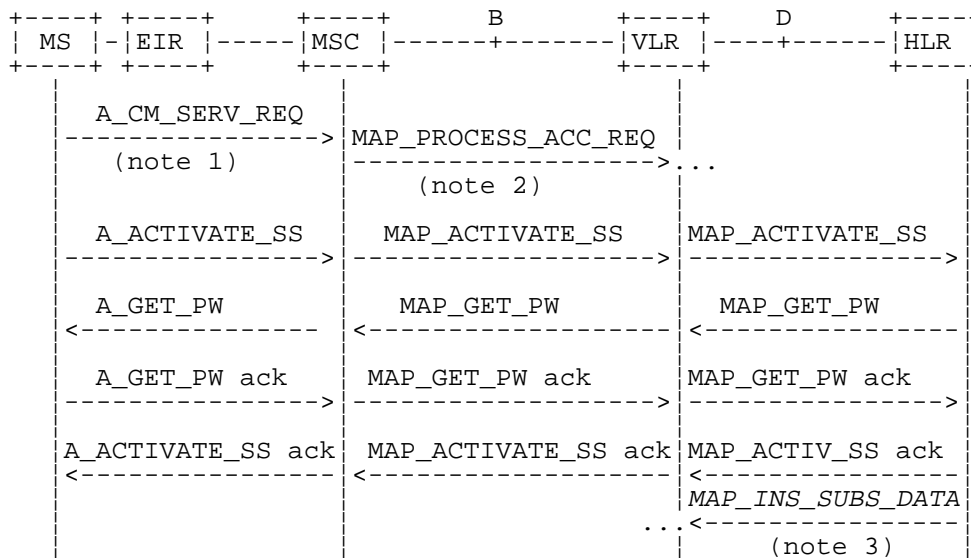 B D
MS EIR MSC VLR HLR
A_CM_SERV_REQ
MAP_PROCESS_ACC_REQ
(note 1) ...
(note 2)
A_ACTIVATE_SS MAP_ACTIVATE_SS MAP_ACTIVATE_SS
A_GET_PW MAP_GET_PW MAP_GET_PW
A_GET_PW ack MAP_GET_PW ack MAP_GET_PW ack
A_ACTIVATE_SS ack MAP_ACTIVATE_SS ack MAP_ACTIV_SS ack
MAP_INS_SUBS_DATA
...
(note 3)